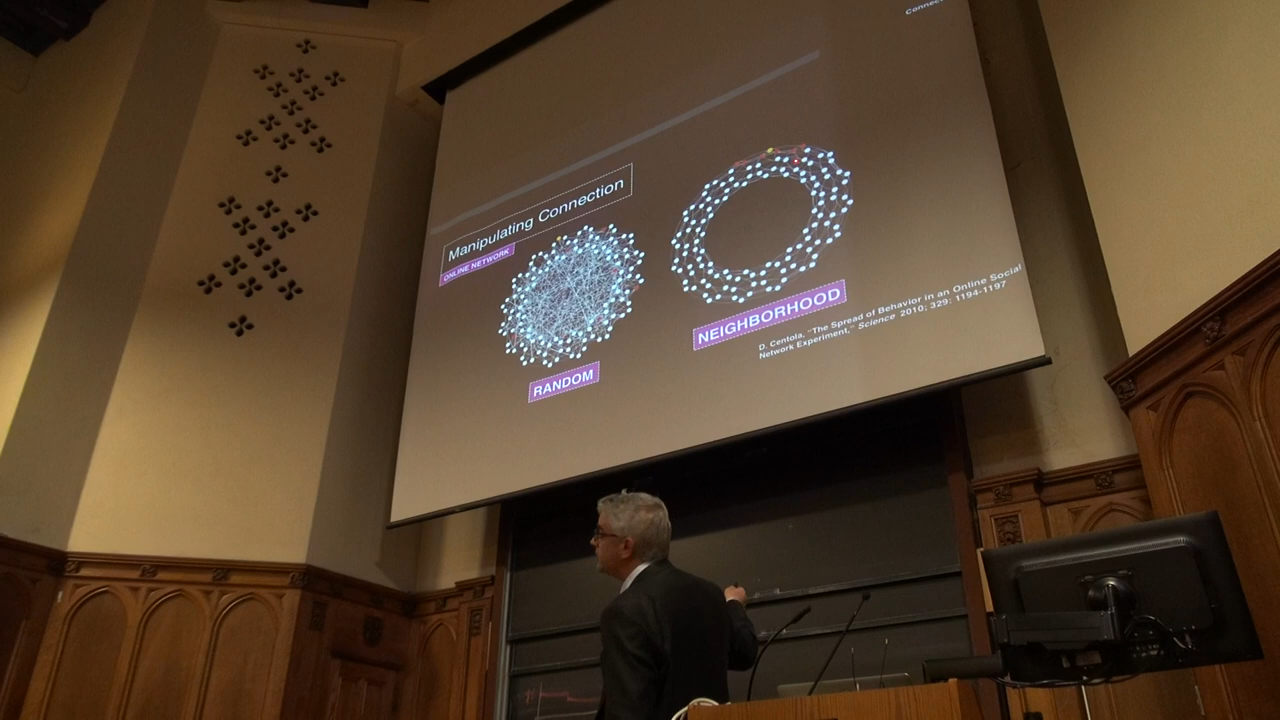 Manipulating Connection
ONLINE NETWORK
RANDOM
NEIGHBORHOOD
D. Centola, "The Spread of Behavior in an Online Social
Network Experiment," Science 2010; 329: 1194-1197